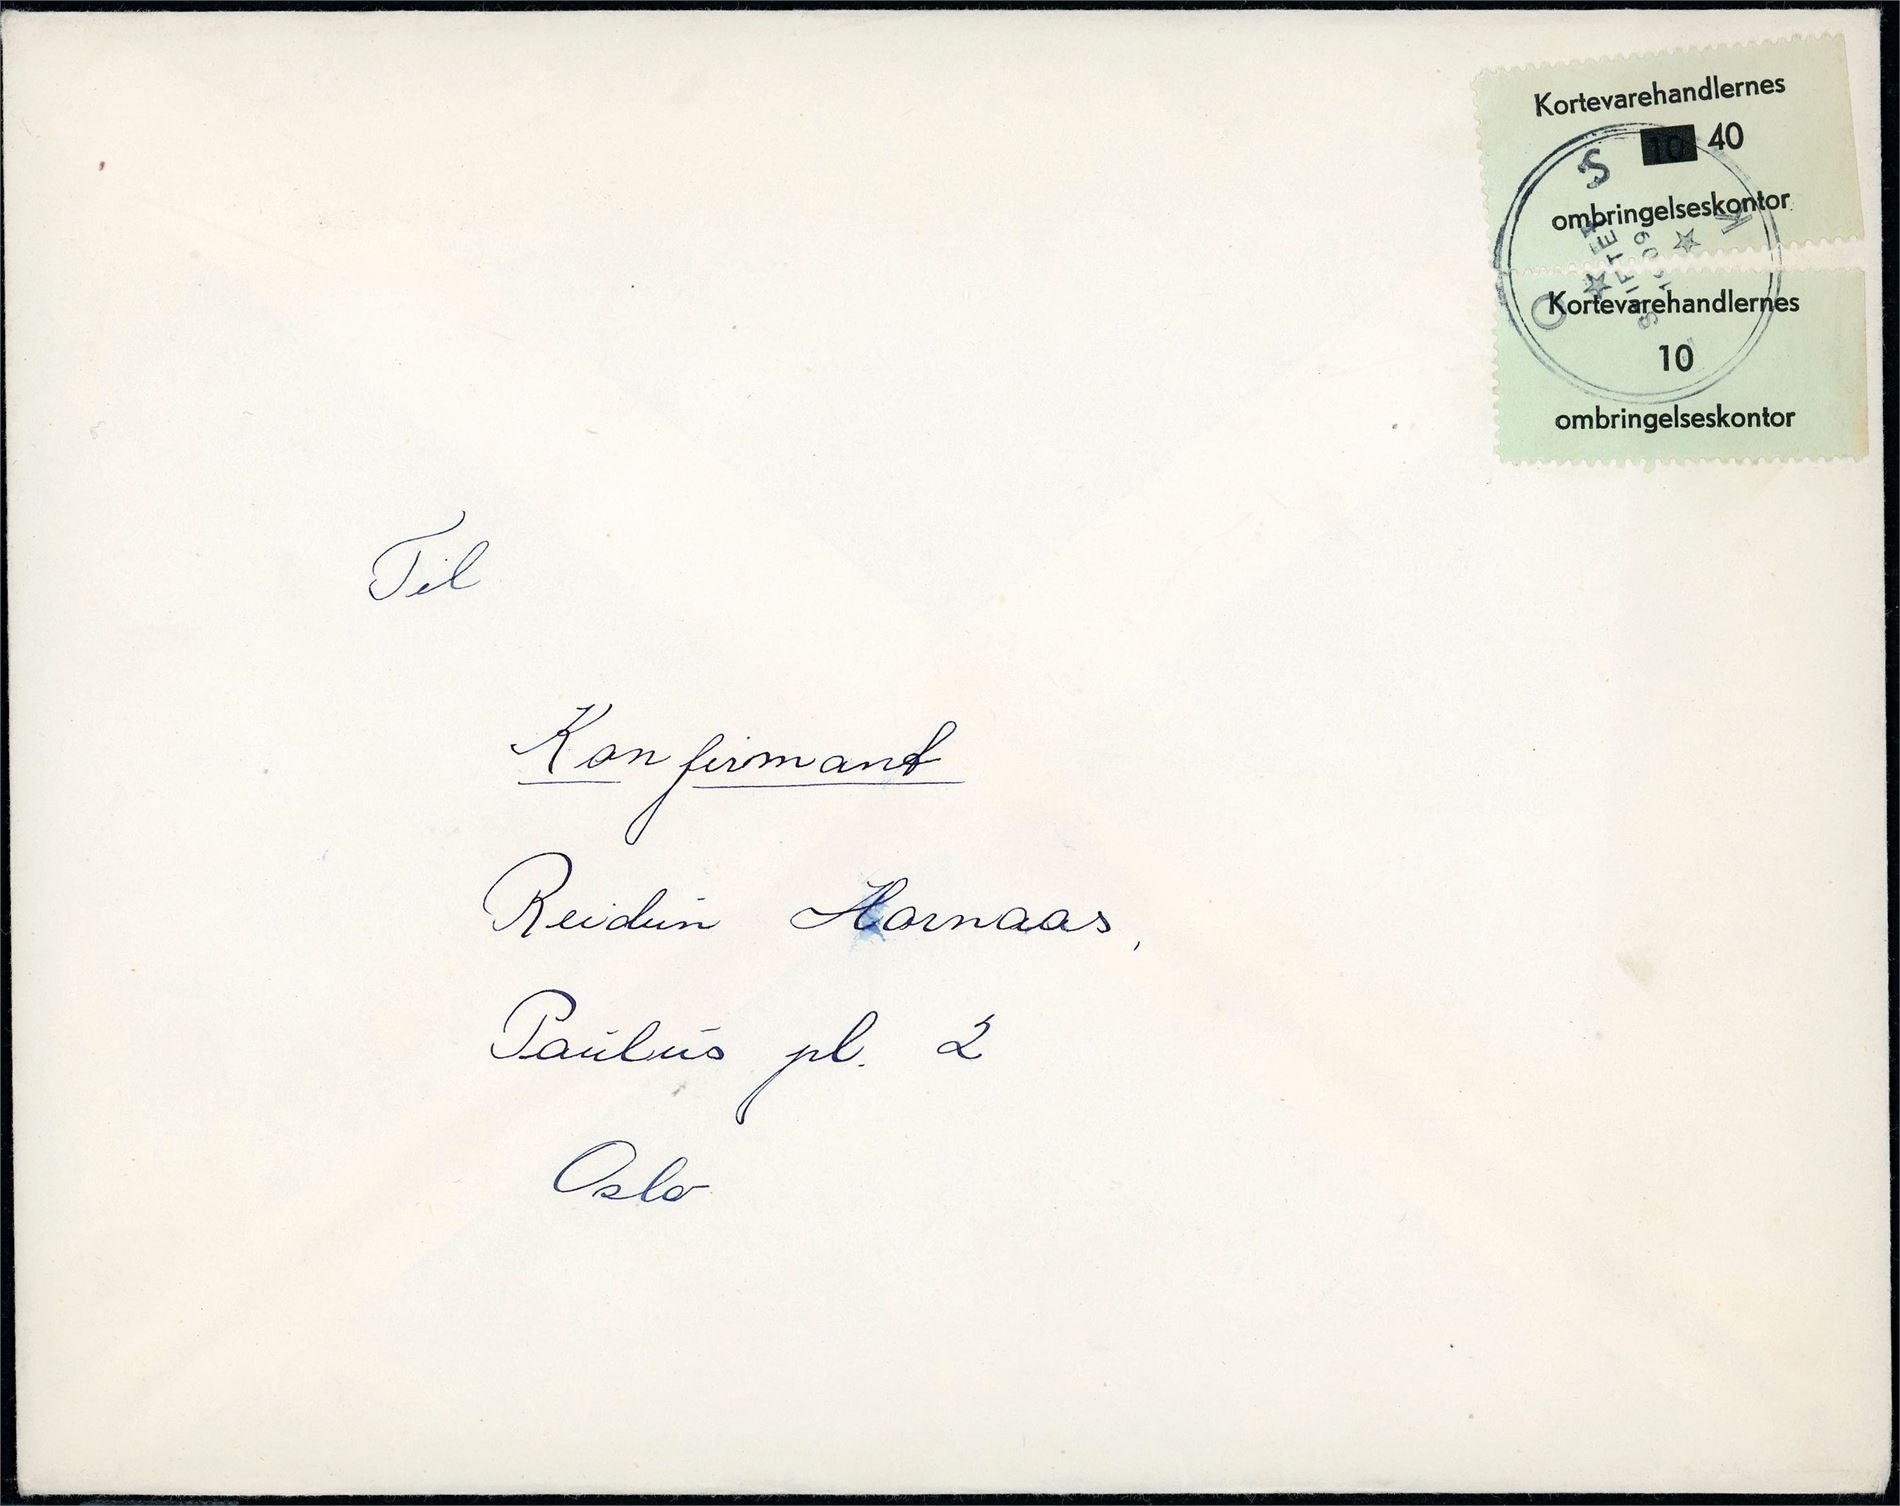 Kortevarehandlernes
10 40
ombringelseskontor
Kortevarehandlernes
10
ombringelseskontor
Til
Konfirmant
Reidun Hornaas,
Paulus pl. 2
Oslo